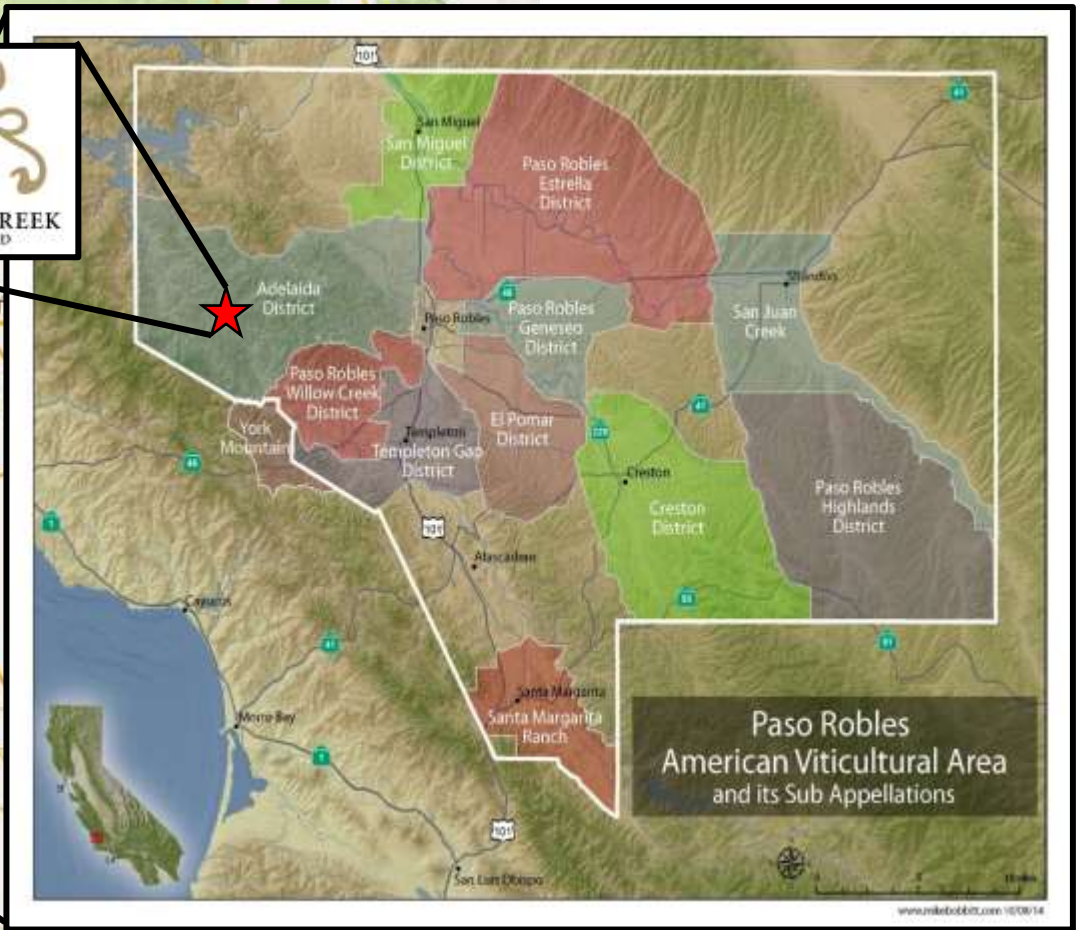 REEK
D
101
San Miguel
San Miguel
District
Paso Robles
Estrella
District
41
Adelaida
District
46
Paso Robles
Paso Robles
Geneseo
District
Shandon
San Juan
Creek
Paso Robles
Willow Creek
District
York
Mountain
46
Templeton
Templeton Gap
District
El Pomar
District
229
41
Creston
Creston
District
Paso Robles
Highlands
District
1
101
Atascadero
58
Cayucos
41
Santa Margarita
Santa Margarita
Ranch
Morro Bay
1
101
San Luis Obispo
Paso Robles
American Viticultural Area
and its Sub Appellations
www.mikebobbitt.com 10/09/14